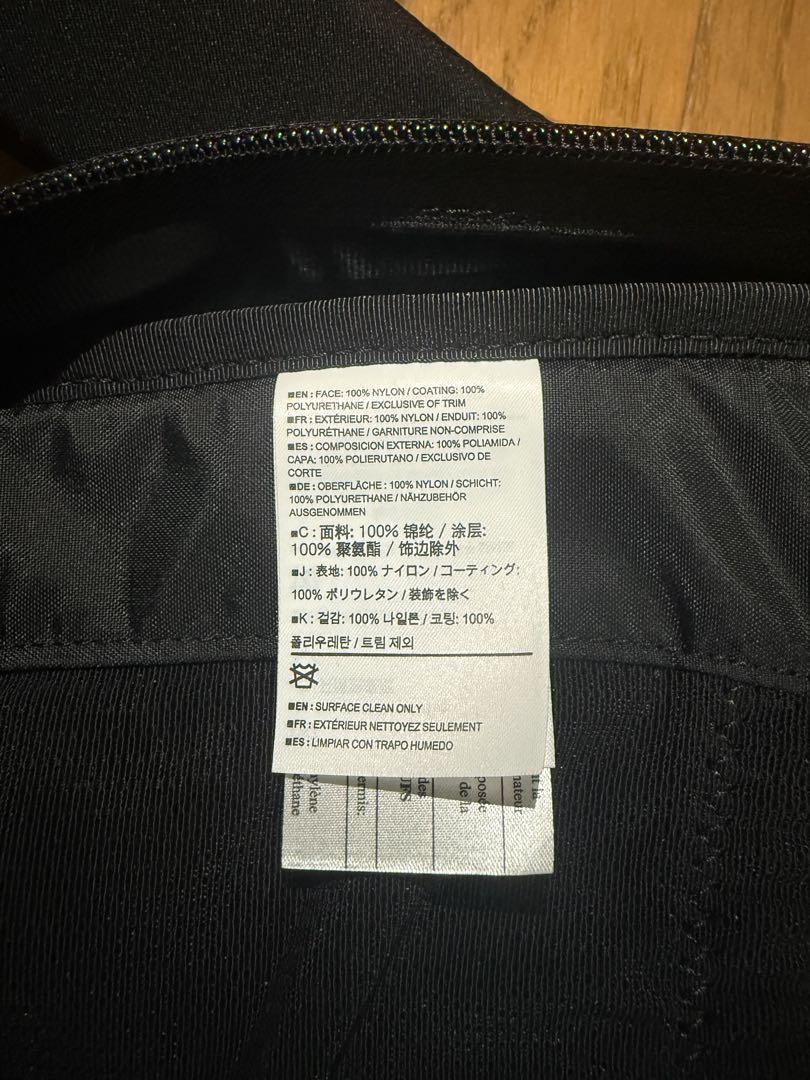 ■EN : FACE: 100% NYLON / COATING: 100%
POLYURETHANE / EXCLUSIVE OF TRIM
■FR : EXTÉRIEUR: 100% NYLON / ENDUIT: 100%
POLYURÉTHANE / GARNITURE NON-COMPRISE
■ES : COMPOSICION EXTERNA: 100% POLIAMIDA /
CAPA: 100% POLIERUTANO / EXCLUSIVO DE
CORTE
■DE : OBERFLÄCHE : 100% NYLON / SCHICHT:
100% POLYURETHANE / NÄHZUBEHÖR
AUSGENOMMEN
■C : 面料: 100% 锦纶 / 涂层:
100% 聚氨酯 / 饰边除外
■J : 表地: 100% ナイロン / コーティング:
100% ポリウレタン / 装飾を除く
■K : 겉감: 100% 나일론 / 코팅: 100%
폴리우레탄 / 트림 제외
■EN : SURFACE CLEAN ONLY
■FR : EXTÉRIEUR NETTOYEZ SEULEMENT
■ES : LIMPIAR CON TRAPO HUMEDO